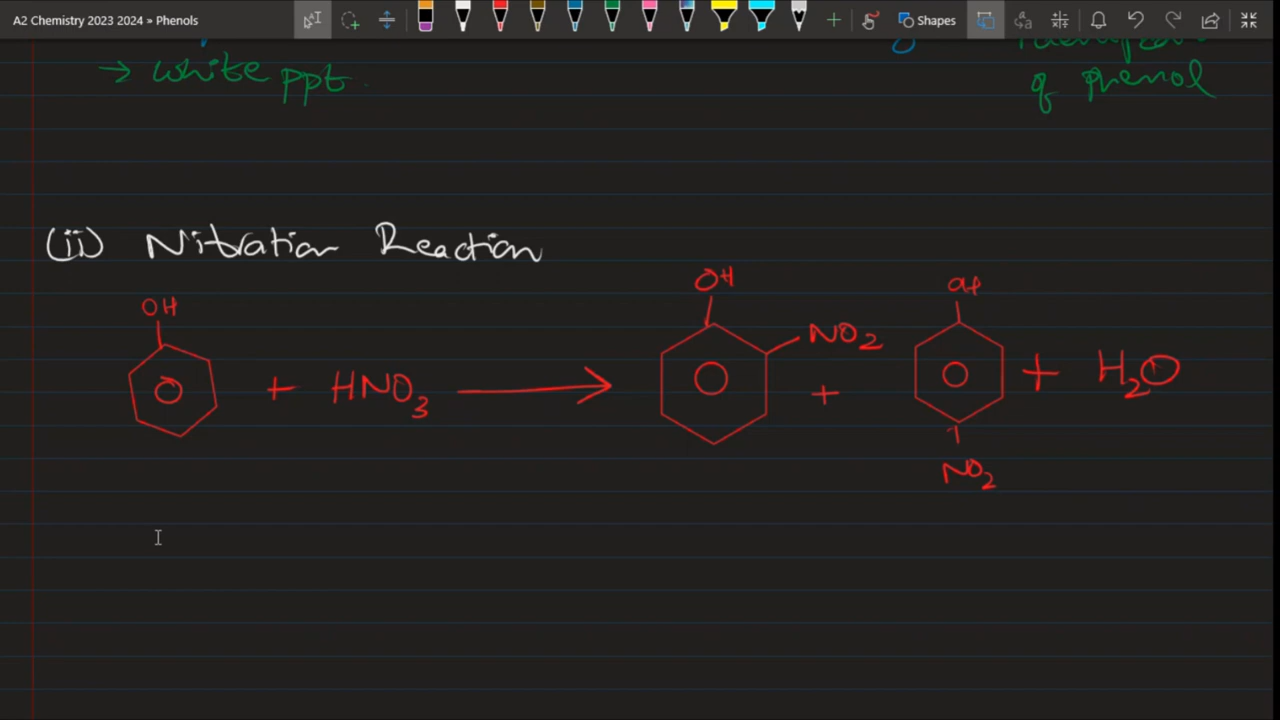 A2 Chemistry 2023 2024 » Phenols
Shapes
→ white ppt.
of phenol
(ii) Nitration Reaction
OH
+ HNO3 →
OH
NO2
+
OH
NO2
+ H2O